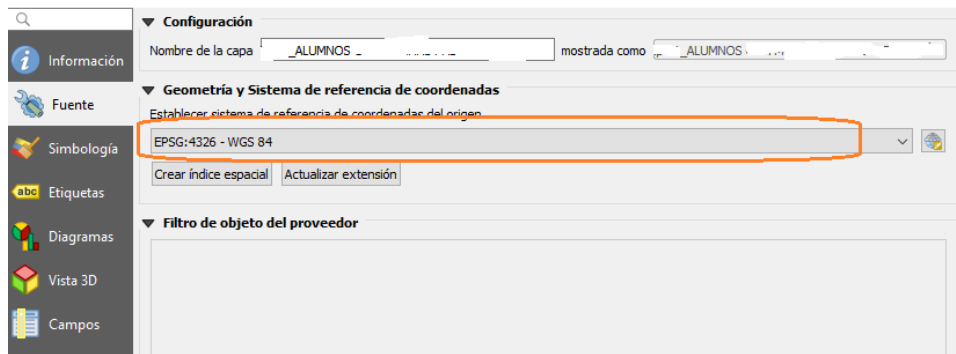 Configuración
Nombre de la capa _ALUMNOS mostrada como _ALUMNOS
Información
Geometría y Sistema de referencia de coordenadas
Fuente
Establecer sistema de referencia de coordenadas del origen
EPSG:4326 - WGS 84
Simbología
Crear índice espacial Actualizar extensión
abc Etiquetas
Filtro de objeto del proveedor
Diagramas
Vista 3D
Campos